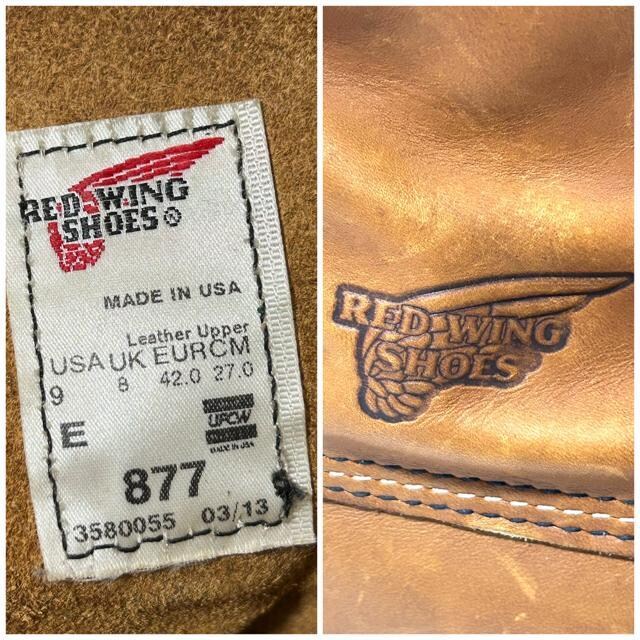 RED WING
SHOES®
MADE IN USA
Leather Upper
USA UK EUR CM
9 8 42.0 27.0
E
UFCW
MADE IN USA
877
3580055 03/13
RED WING
SHOES